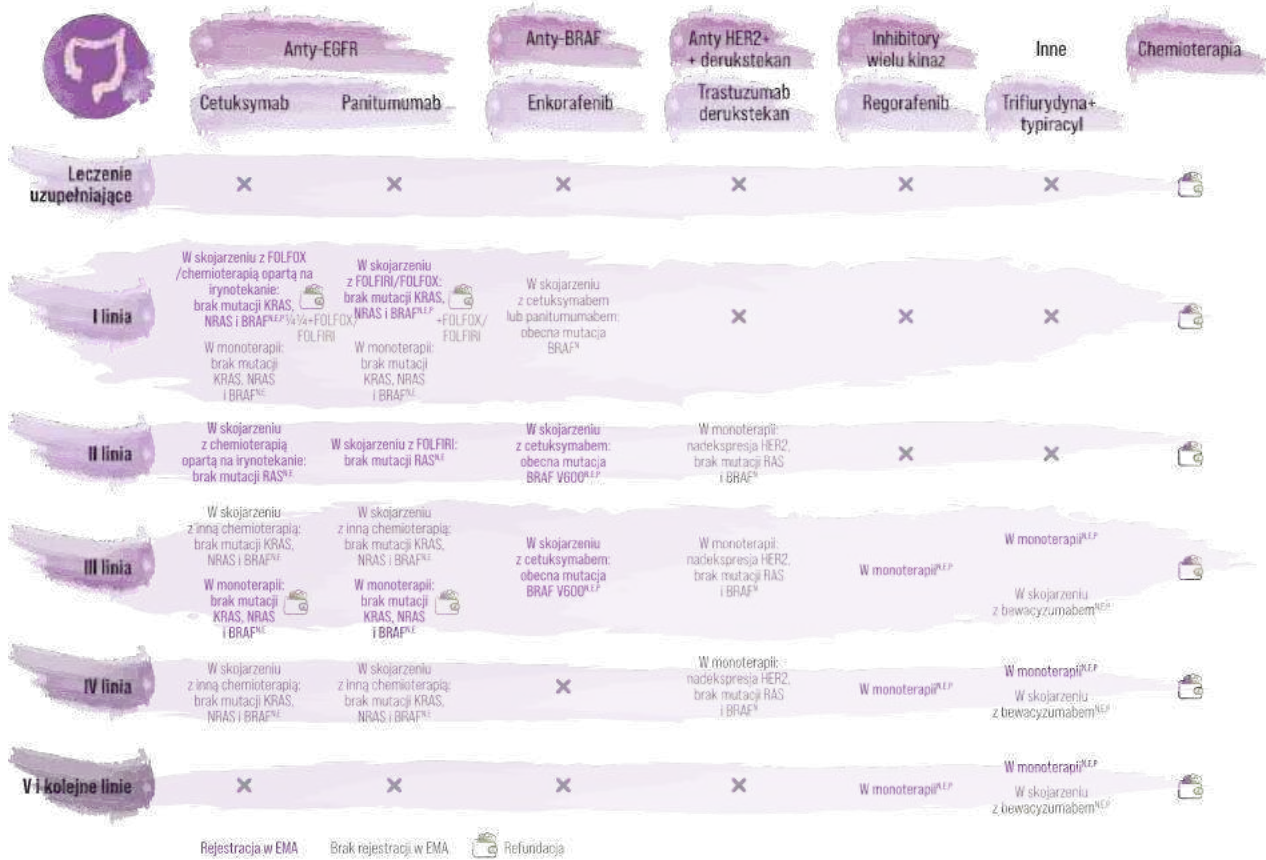 Anty-EGFR
Anty-BRAF
Anty HER2+
+ derukstekan
Inhibitory
wielu kinaz
Inne
Chemioterapia
Cetuksymab
Panitumumab
Enkorafenib
Trastuzumab
derukstekan
Regorafenib
Triflurydyna+
typiracyl
Leczenie
uzupełniające
I linia
W skojarzeniu z FOLFOX
/chemioterapią opartą na
irynotekanie:
brak mutacji KRAS,
NRAS i BRAF N,E,P ¼¼+FOLFOX/
FOLFIRI
W monoterapii:
brak mutacji
KRAS, NRAS
i BRAF N,E
W skojarzeniu
z FOLFIRI/FOLFOX:
brak mutacji KRAS,
NRAS i BRAF N,E,P
+FOLFOX/
FOLFIRI
W monoterapii:
brak mutacji
KRAS, NRAS
i BRAF N,E
W skojarzeniu
z cetuksymabem
lub panitumumabem:
obecna mutacja
BRAF N
II linia
W skojarzeniu
z chemioterapią
opartą na irynotekanie:
brak mutacji RAS N,E
W skojarzeniu z FOLFIRI:
brak mutacji RAS N,E
W skojarzeniu
z cetuksymabem:
obecna mutacja
BRAF V600 N,E,P
W monoterapii:
nadekspresja HER2,
brak mutacji RAS
i BRAF N
III linia
W skojarzeniu
z inną chemioterapią:
brak mutacji KRAS,
NRAS i BRAF N,E
W monoterapii:
brak mutacji
KRAS, NRAS
i BRAF N,E
W skojarzeniu
z inną chemioterapią:
brak mutacji KRAS,
NRAS i BRAF N,E
W monoterapii:
brak mutacji
KRAS, NRAS
i BRAF N,E
W skojarzeniu
z cetuksymabem:
obecna mutacja
BRAF V600 N,E,P
W monoterapii:
nadekspresja HER2,
brak mutacji RAS
i BRAF N
W monoterapii N,E,P
W monoterapii N,E,P
W skojarzeniu
z bewacyzumabem N,E,P
IV linia
W skojarzeniu
z inną chemioterapią:
brak mutacji KRAS,
NRAS i BRAF N,E
W skojarzeniu
z inną chemioterapią:
brak mutacji KRAS,
NRAS i BRAF N,E
W monoterapii:
nadekspresja HER2,
brak mutacji RAS
i BRAF N
W monoterapii N,E,P
W monoterapii N,E,P
W skojarzeniu
z bewacyzumabem N,E,P
V i kolejne linie
W monoterapii N,E,P
W monoterapii N,E,P
W skojarzeniu
z bewacyzumabem N,E,P
Rejestracja w EMA
Brak rejestracji w EMA
Refundacja